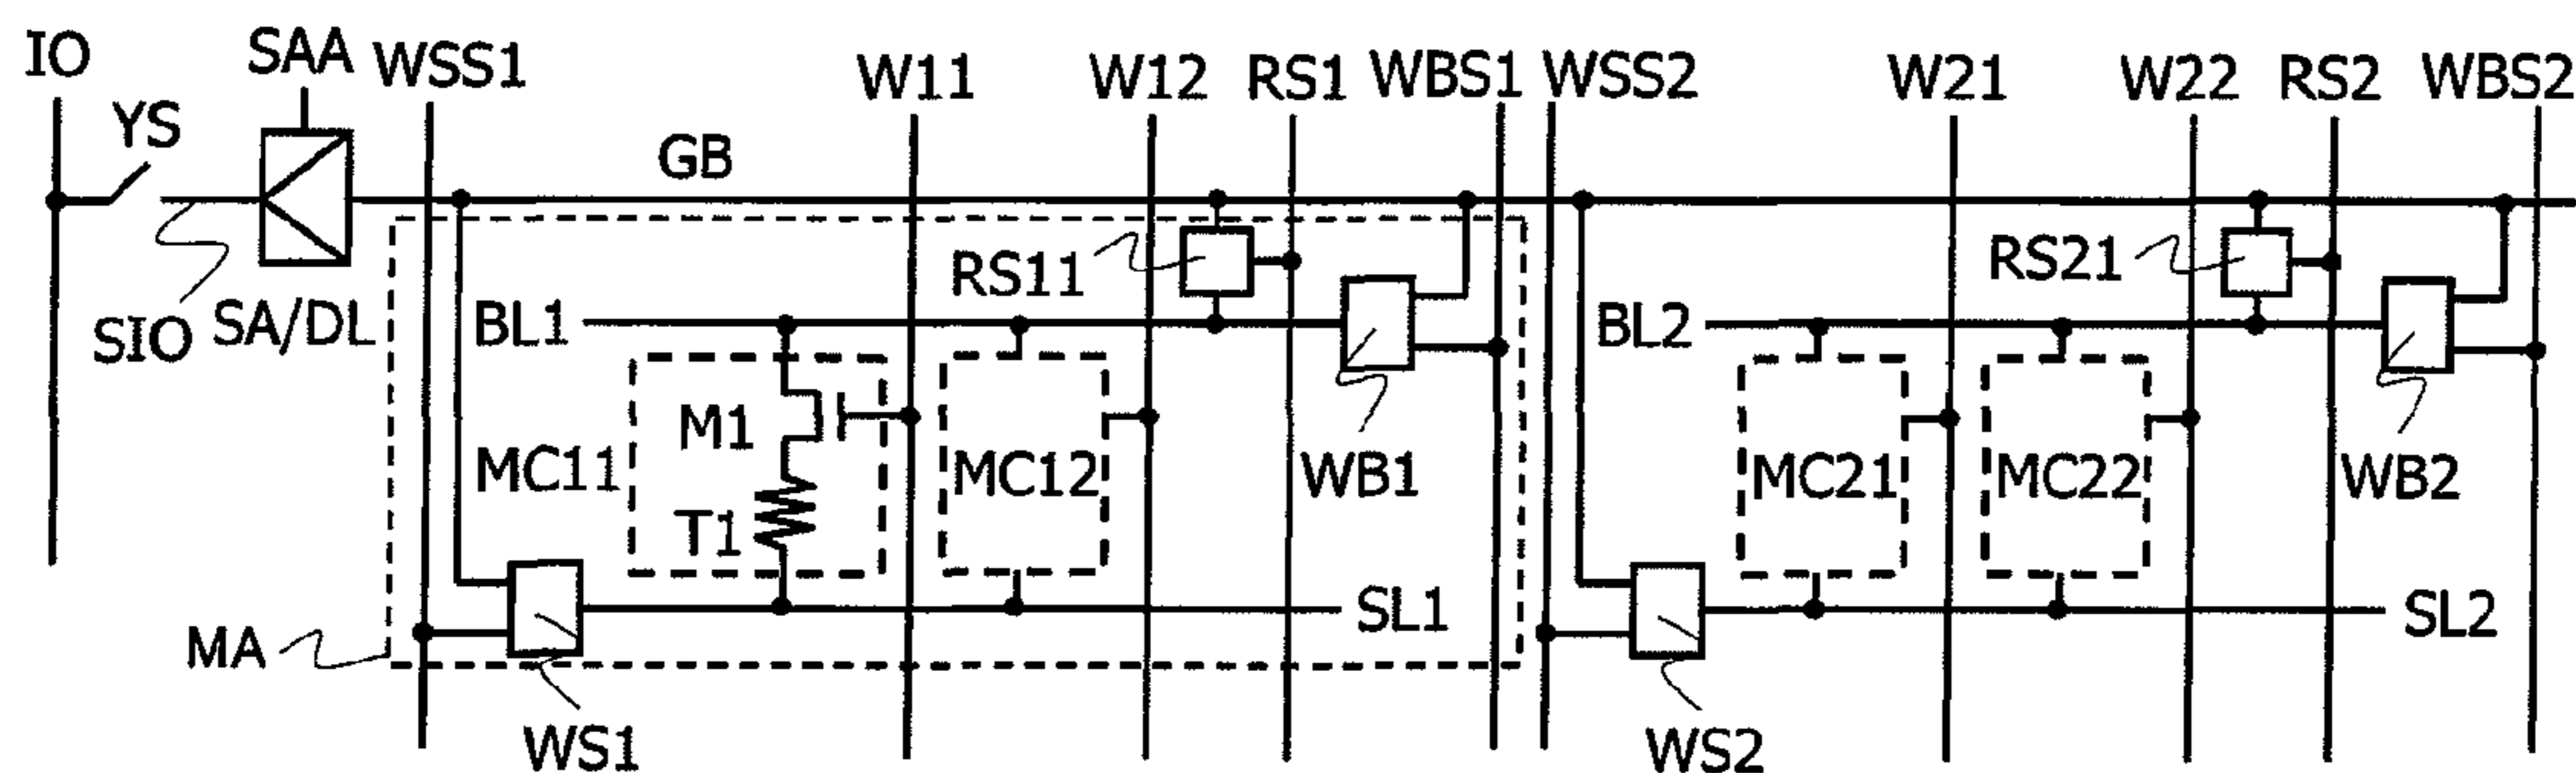 IO
SAA
WSS1
W11
W12
RS1
WBS1
WSS2
W21
W22
RS2
WBS2
YS
GB
RS11
RS21
SIO
SA/DL
BL1
BL2
M1
MC11
MC12
WB1
MC21
MC22
WB2
T1
SL1
SL2
MA
WS1
WS2